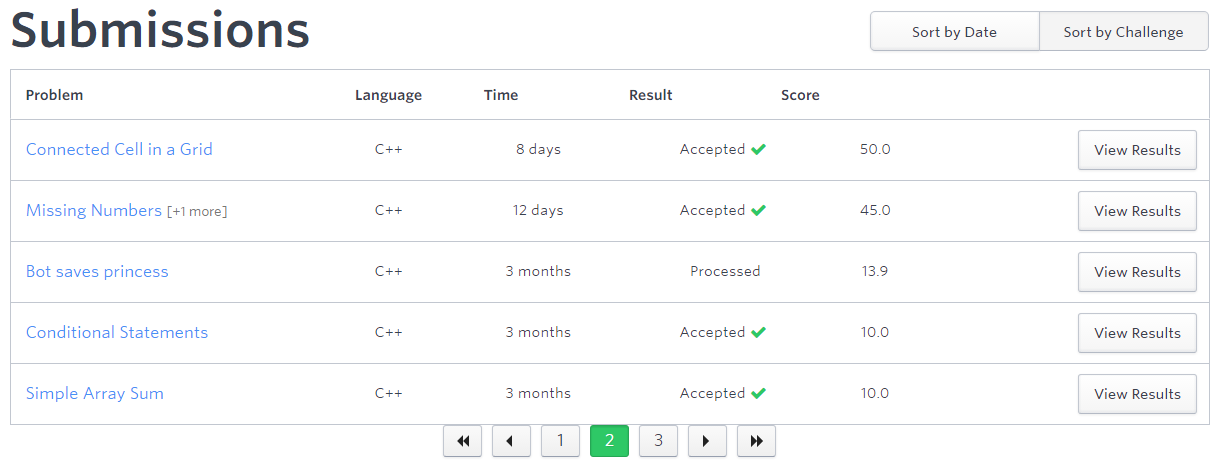 Submissions
Sort by Date Sort by Challenge
Problem Language Time Result Score
Connected Cell in a Grid C++ 8 days Accepted 50.0 View Results
Missing Numbers [+1 more] C++ 12 days Accepted 45.0 View Results
Bot saves princess C++ 3 months Processed 13.9 View Results
Conditional Statements C++ 3 months Accepted 10.0 View Results
Simple Array Sum C++ 3 months Accepted 10.0 View Results
1 2 3